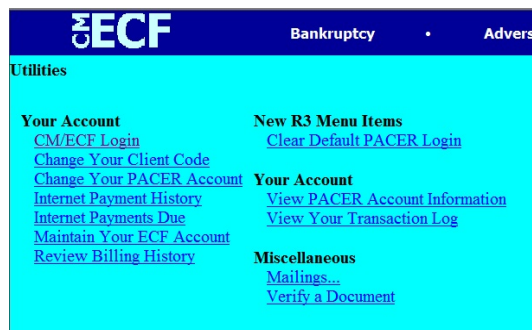 CM ECF Bankruptcy • Advers
Utilities
Your Account
CM/ECF Login
Change Your Client Code
Change Your PACER Account
Internet Payment History
Internet Payments Due
Maintain Your ECF Account
Review Billing History
New R3 Menu Items
Clear Default PACER Login
Your Account
View PACER Account Information
View Your Transaction Log
Miscellaneous
Mailings...
Verify a Document